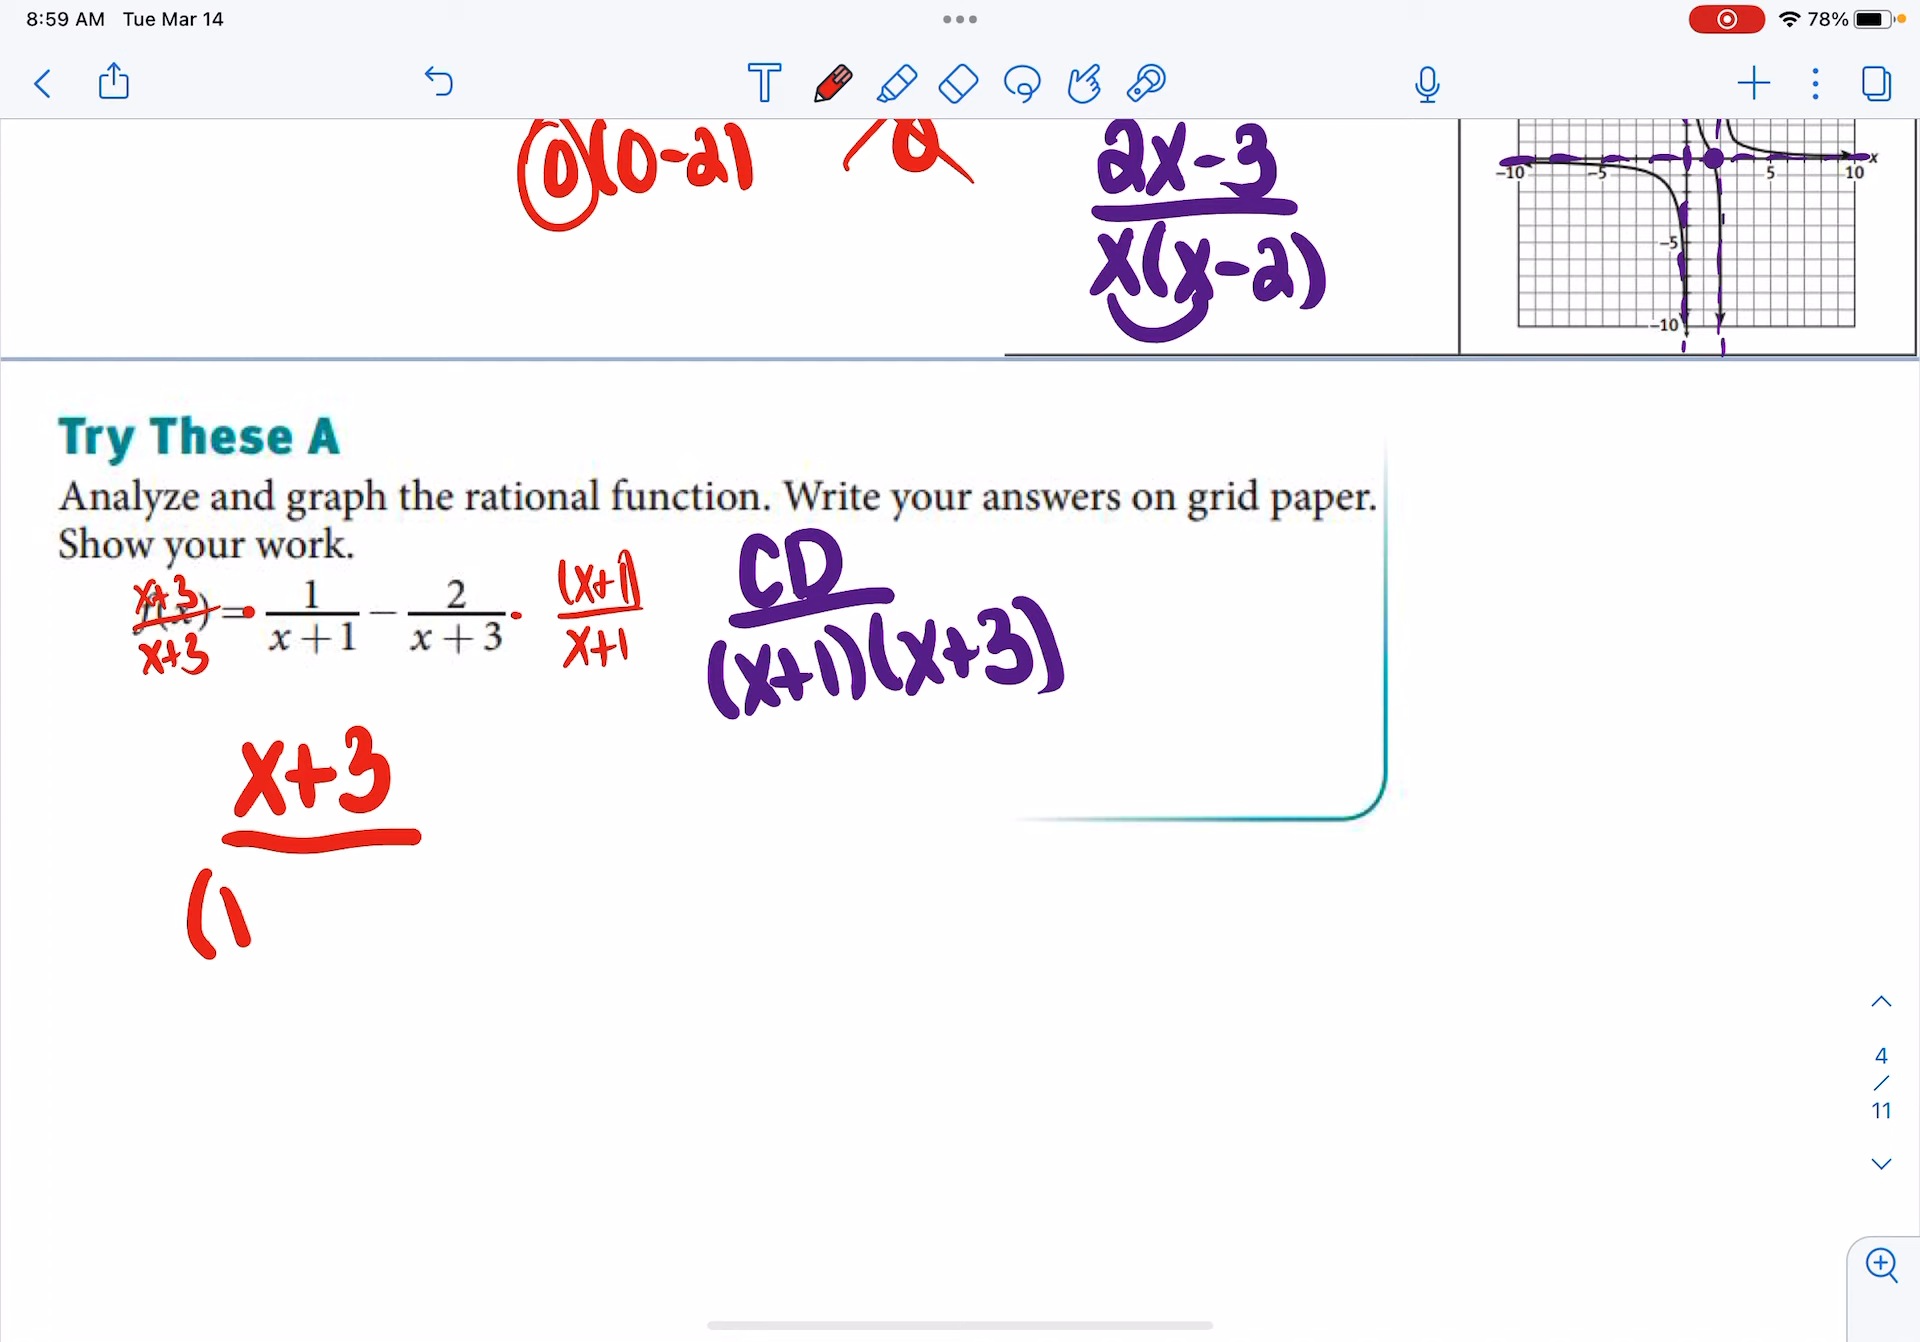 8:59 AM Tue Mar 14
78%
T
0)(0-2)
2x-3
x(x-2)
-10 -5 5 10 x
-5
-10
Try These A
Analyze and graph the rational function. Write your answers on grid paper.
Show your work.
x+3
x+3
f(x) = 1/(x+1) − 2/(x+3) ·
(x+1)
x+1
CD
(x+1)(x+3)
x+3
(
4
/
11